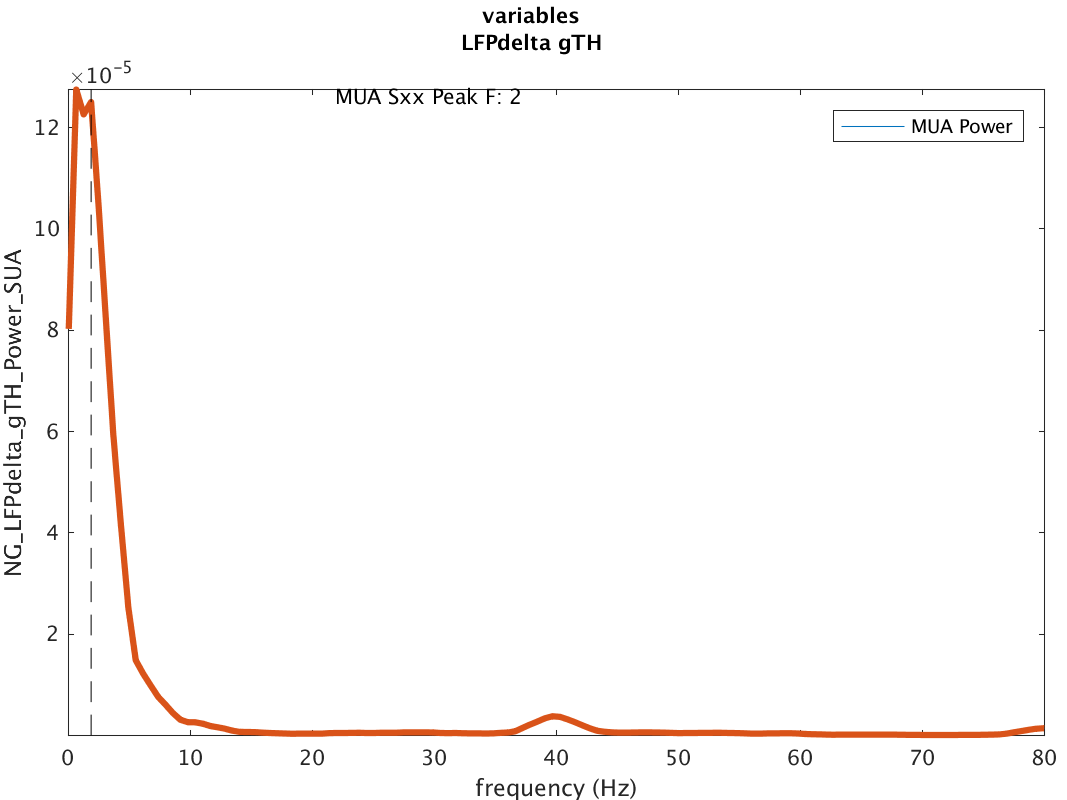 variables
LFPdelta gTH
×10⁻⁵
MUA Sxx Peak F: 2
MUA Power
12
10
8
6
4
2
NG_LFPdelta_gTH_Power_SUA
0 10 20 30 40 50 60 70 80
frequency (Hz)